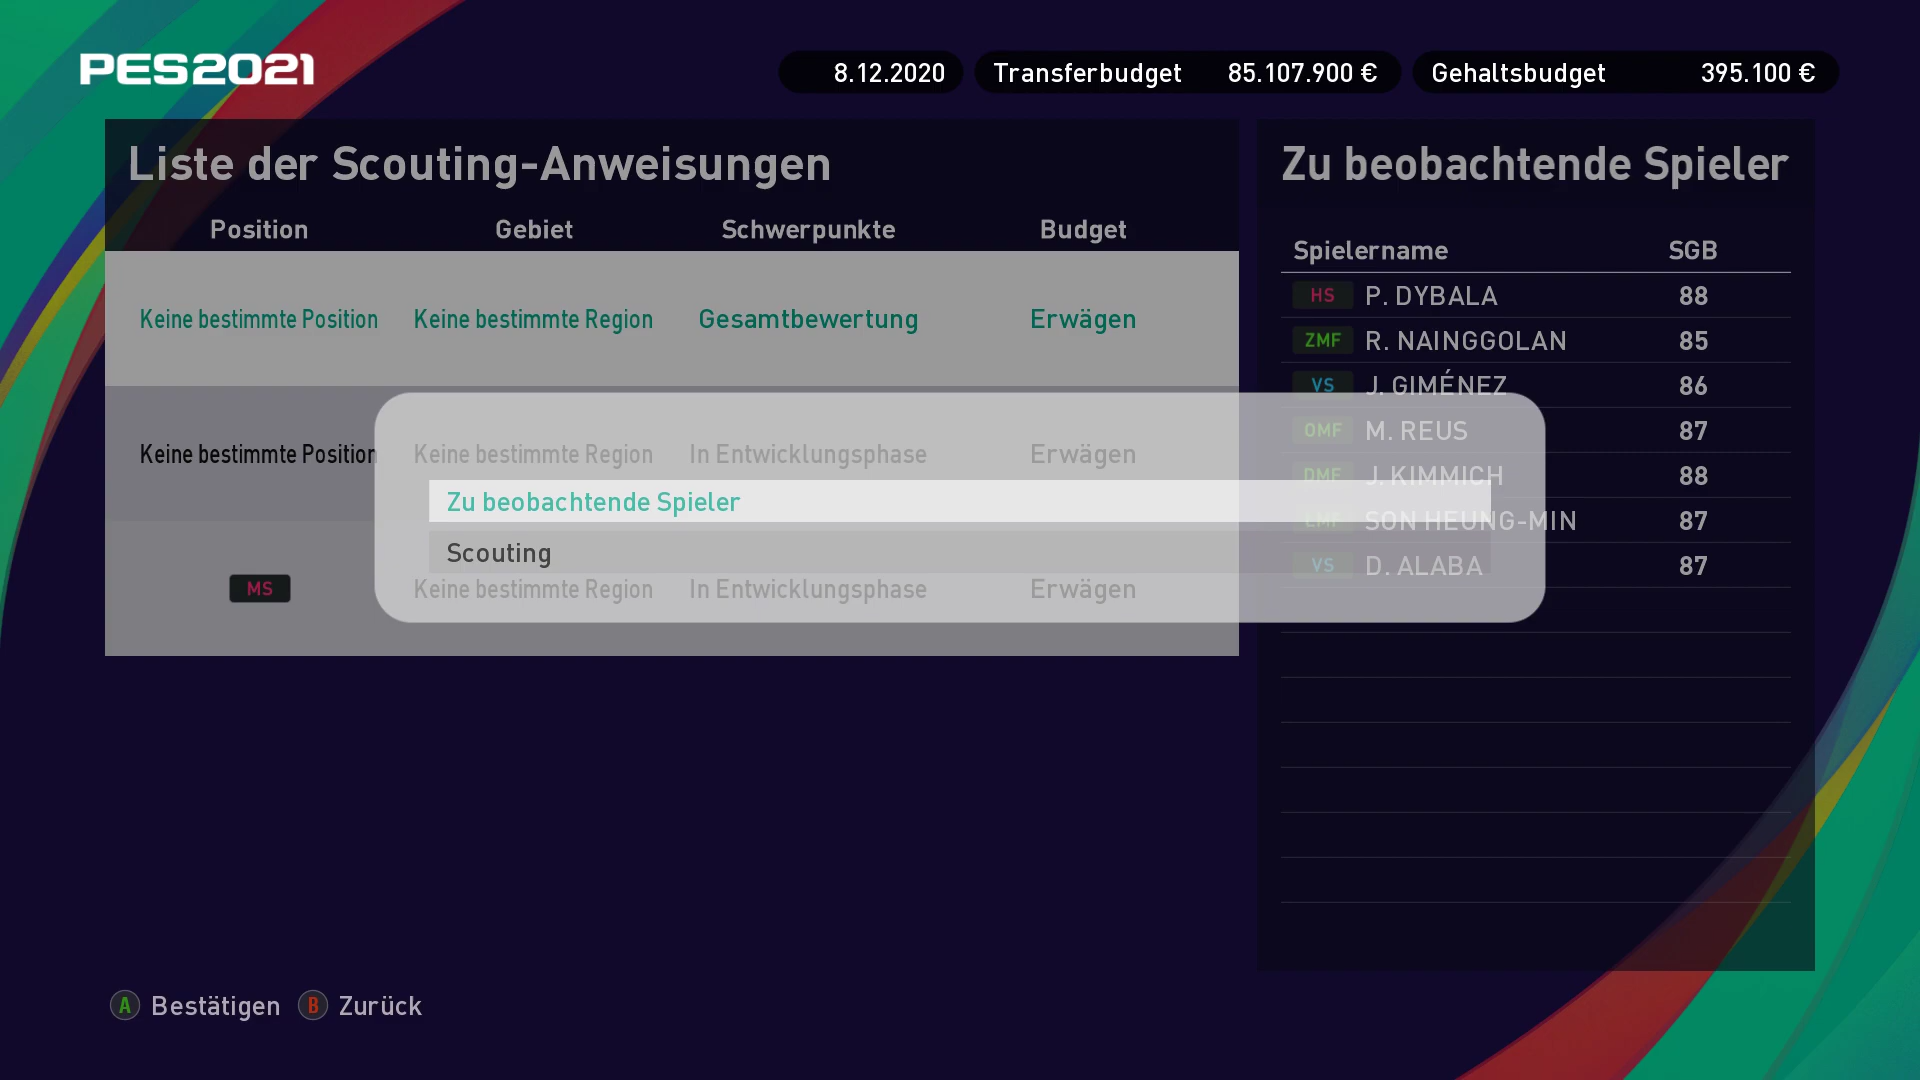 PES2021
8.12.2020
Transferbudget 85.107.900 €
Gehaltsbudget 395.100 €
Liste der Scouting-Anweisungen
Position Gebiet Schwerpunkte Budget
Keine bestimmte Position Keine bestimmte Region Gesamtbewertung Erwägen
Keine bestimmte Position Keine bestimmte Region In Entwicklungsphase Erwägen
MS Keine bestimmte Region In Entwicklungsphase Erwägen
Zu beobachtende Spieler
Scouting
Zu beobachtende Spieler
Spielername SGB
HS P. DYBALA 88
ZMF R. NAINGGOLAN 85
VS J. GIMÉNEZ 86
OMF M. REUS 87
DMF J. KIMMICH 88
LMF SON HEUNG-MIN 87
VS D. ALABA 87
A Bestätigen B Zurück